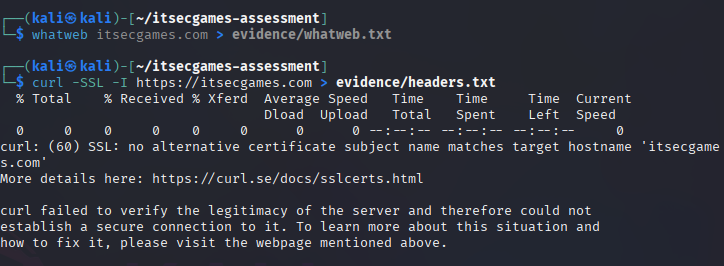 ┌──(kali㉿kali)-[~/itsecgames-assessment]
└─$ whatweb itsecgames.com > evidence/whatweb.txt
┌──(kali㉿kali)-[~/itsecgames-assessment]
└─$ curl -SSL -I https://itsecgames.com > evidence/headers.txt
% Total % Received % Xferd Average Speed Time Time Time Current
Dload Upload Total Spent Left Speed
0 0 0 0 0 0 0 0 --:--:-- --:--:-- --:--:-- 0
curl: (60) SSL: no alternative certificate subject name matches target hostname 'itsecgame
s.com'
More details here: https://curl.se/docs/sslcerts.html
curl failed to verify the legitimacy of the server and therefore could not
establish a secure connection to it. To learn more about this situation and
how to fix it, please visit the webpage mentioned above.